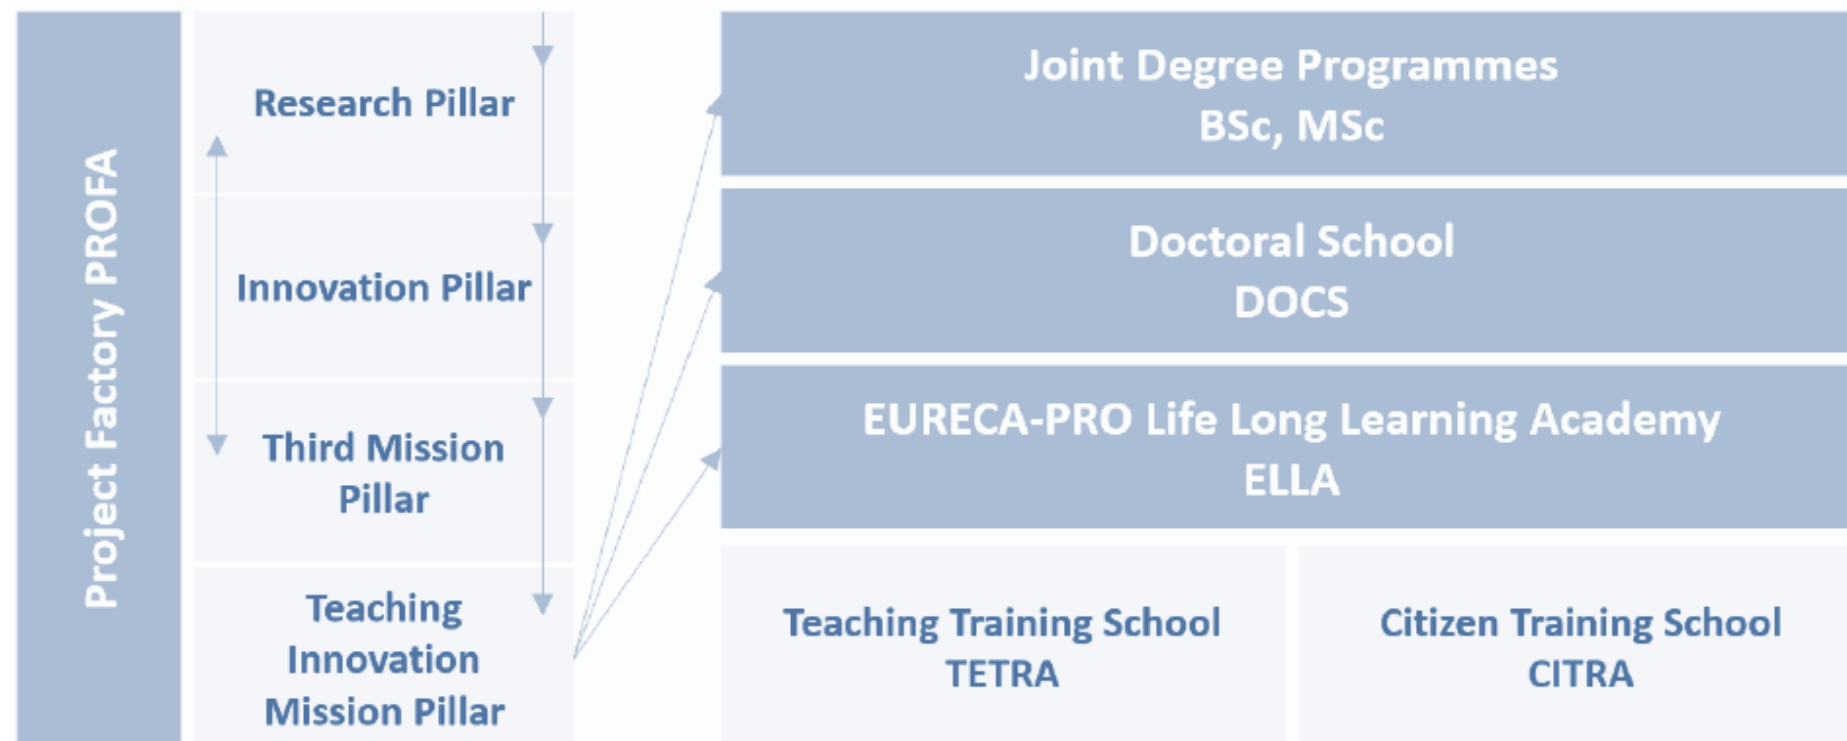 Project Factory PROFA
Research Pillar
Innovation Pillar
Third Mission
Pillar
Teaching
Innovation
Mission Pillar
Joint Degree Programmes
BSc, MSc
Doctoral School
DOCS
EURECA-PRO Life Long Learning Academy
ELLA
Teaching Training School
TETRA
Citizen Training School
CITRA